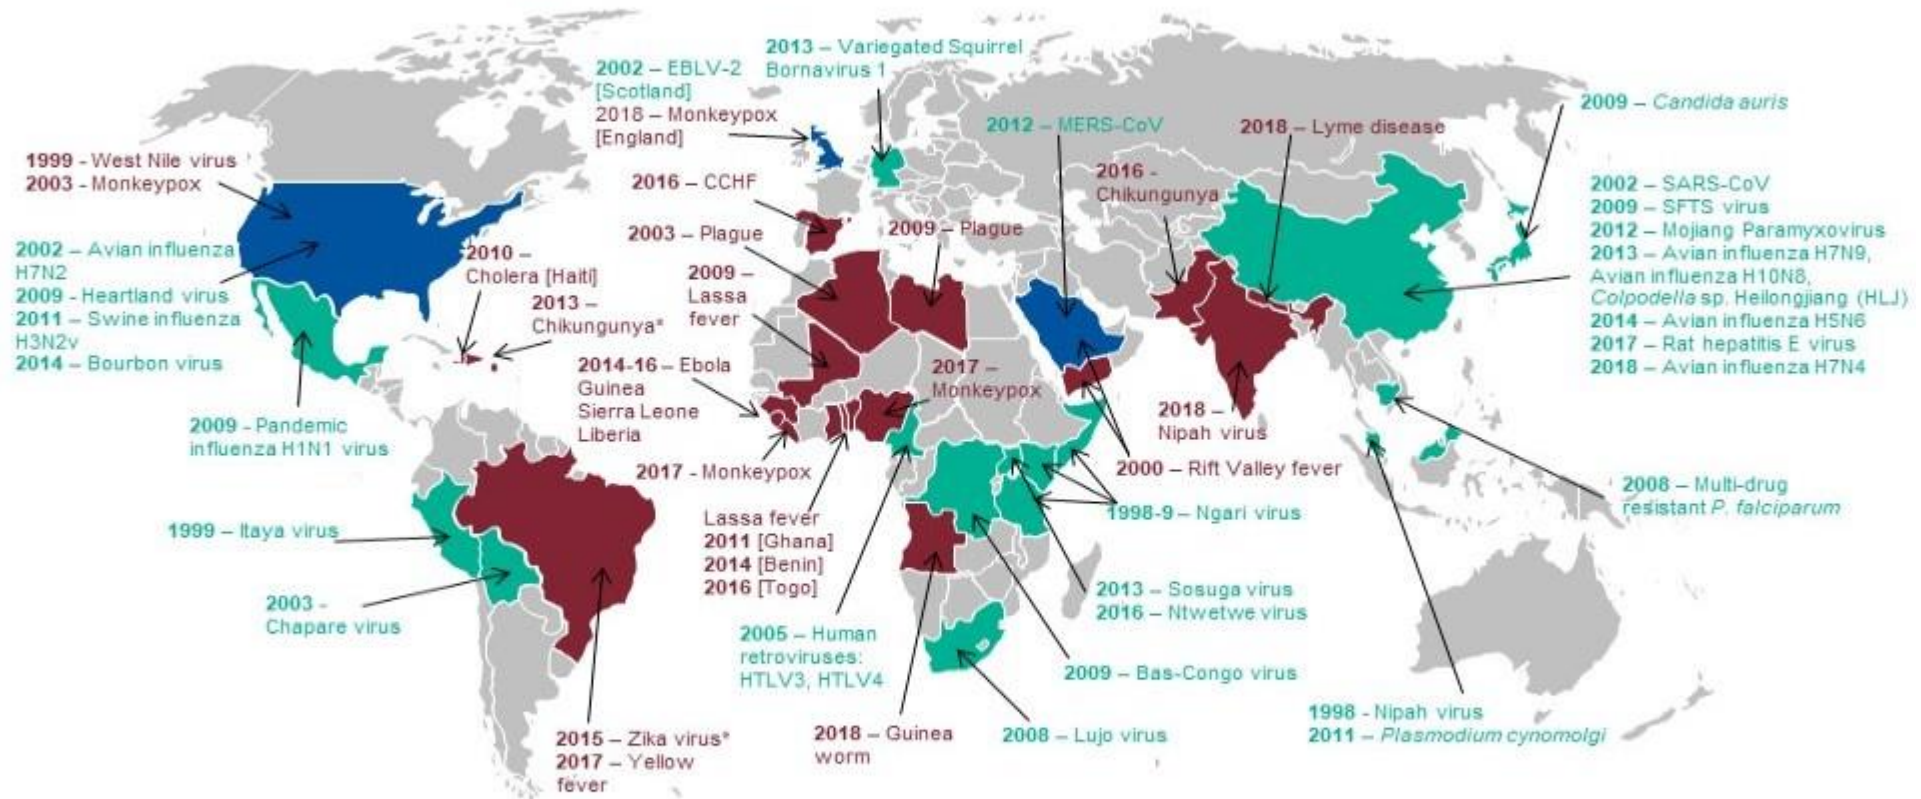 2013 – Variegated Squirrel
Bornavirus 1
2002 – EBLV-2
[Scotland]
2018 – Monkeypox
[England]
2009 – Candida auris
2012 – MERS-CoV
2018 – Lyme disease
1999 - West Nile virus
2003 - Monkeypox
2016 – CCHF
2016 -
Chikungunya
2002 – SARS-CoV
2009 – SFTS virus
2012 – Mojiang Paramyxovirus
2013 – Avian influenza H7N9,
Avian influenza H10N8,
Colpodella sp. Heilongjiang (HLJ)
2014 – Avian influenza H5N6
2017 – Rat hepatitis E virus
2018 – Avian influenza H7N4
2003 – Plague
2009 – Plague
2002 – Avian influenza
H7N2
2009 - Heartland virus
2011 – Swine influenza
H3N2v
2014 – Bourbon virus
2010 –
Cholera [Haiti]
2013 –
Chikungunya*
2009 –
Lassa
fever
2014-16 – Ebola
Guinea
Sierra Leone
Liberia
2017 –
Monkeypox
2018 –
Nipah virus
2009 - Pandemic
influenza H1N1 virus
2017 - Monkeypox
2000 – Rift Valley fever
2008 – Multi-drug
resistant P. falciparum
1998-9 – Ngari virus
Lassa fever
2011 [Ghana]
2014 [Benin]
2016 [Togo]
1999 – Itaya virus
2003 -
Chapare virus
2013 – Sosuga virus
2016 – Ntwetwe virus
2005 – Human
retroviruses:
HTLV3, HTLV4
2009 – Bas-Congo virus
2015 – Zika virus*
2017 – Yellow
fever
2018 – Guinea
worm
2008 – Lujo virus
1998 - Nipah virus
2011 – Plasmodium cynomolgi